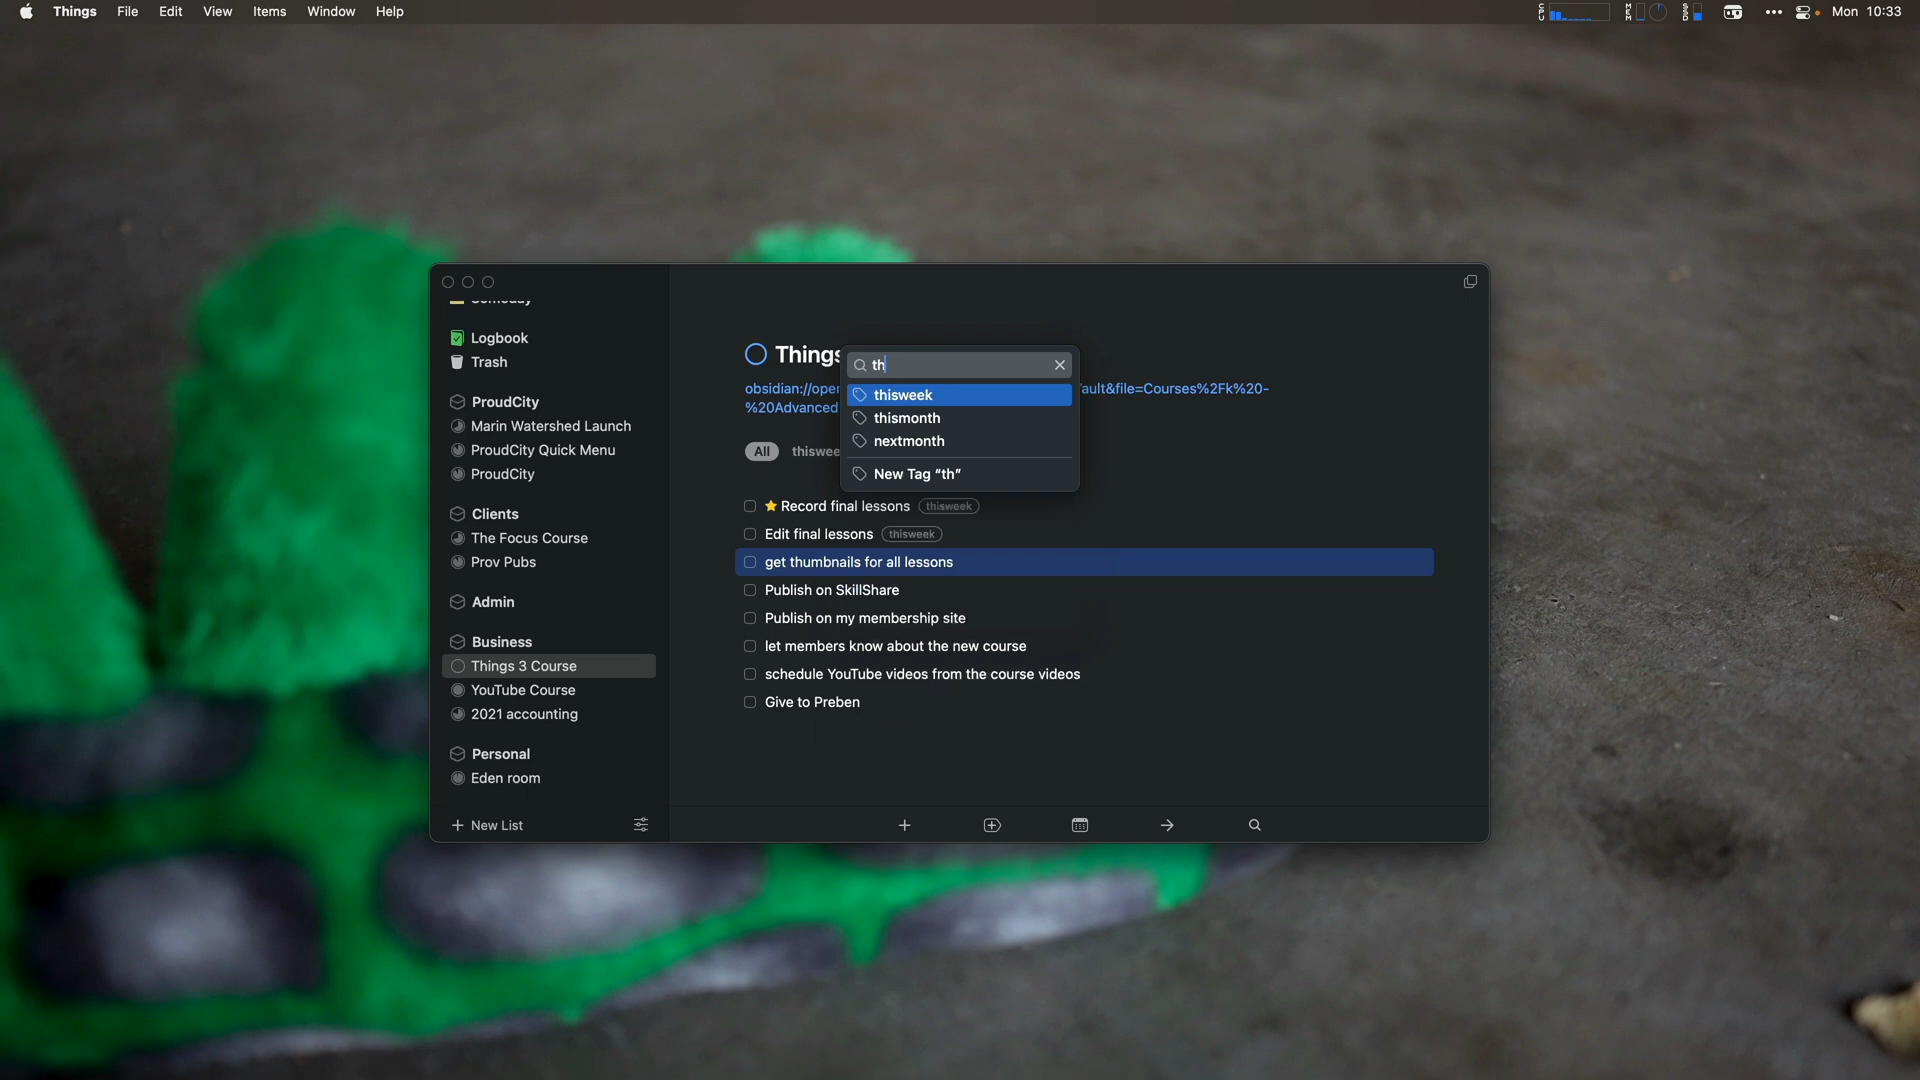 Things File Edit View Items Window Help
CPU MEM SSD Mon 10:33
Someday
Logbook
Trash
ProudCity
Marin Watershed Launch
ProudCity Quick Menu
ProudCity
Clients
The Focus Course
Prov Pubs
Admin
Business
Things 3 Course
YouTube Course
2021 accounting
Personal
Eden room
New List
Things
obsidian://open ault&file=Courses%2Fk%20-
%20Advanced
All thiswee
th
thisweek
thismonth
nextmonth
New Tag “th”
Record final lessons thisweek
Edit final lessons thisweek
get thumbnails for all lessons
Publish on SkillShare
Publish on my membership site
let members know about the new course
schedule YouTube videos from the course videos
Give to Preben